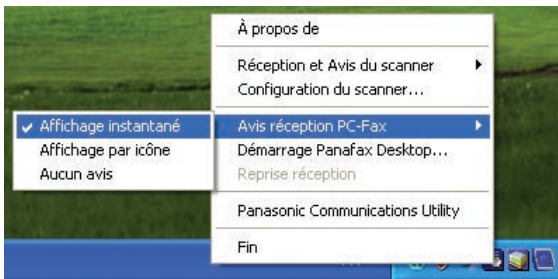 À propos de
Réception et Avis du scanner
Configuration du scanner...
Avis réception PC-Fax
Affichage instantané
Affichage par icône
Aucun avis
Démarrage Panafax Desktop...
Reprise réception
Panasonic Communications Utility
Fin